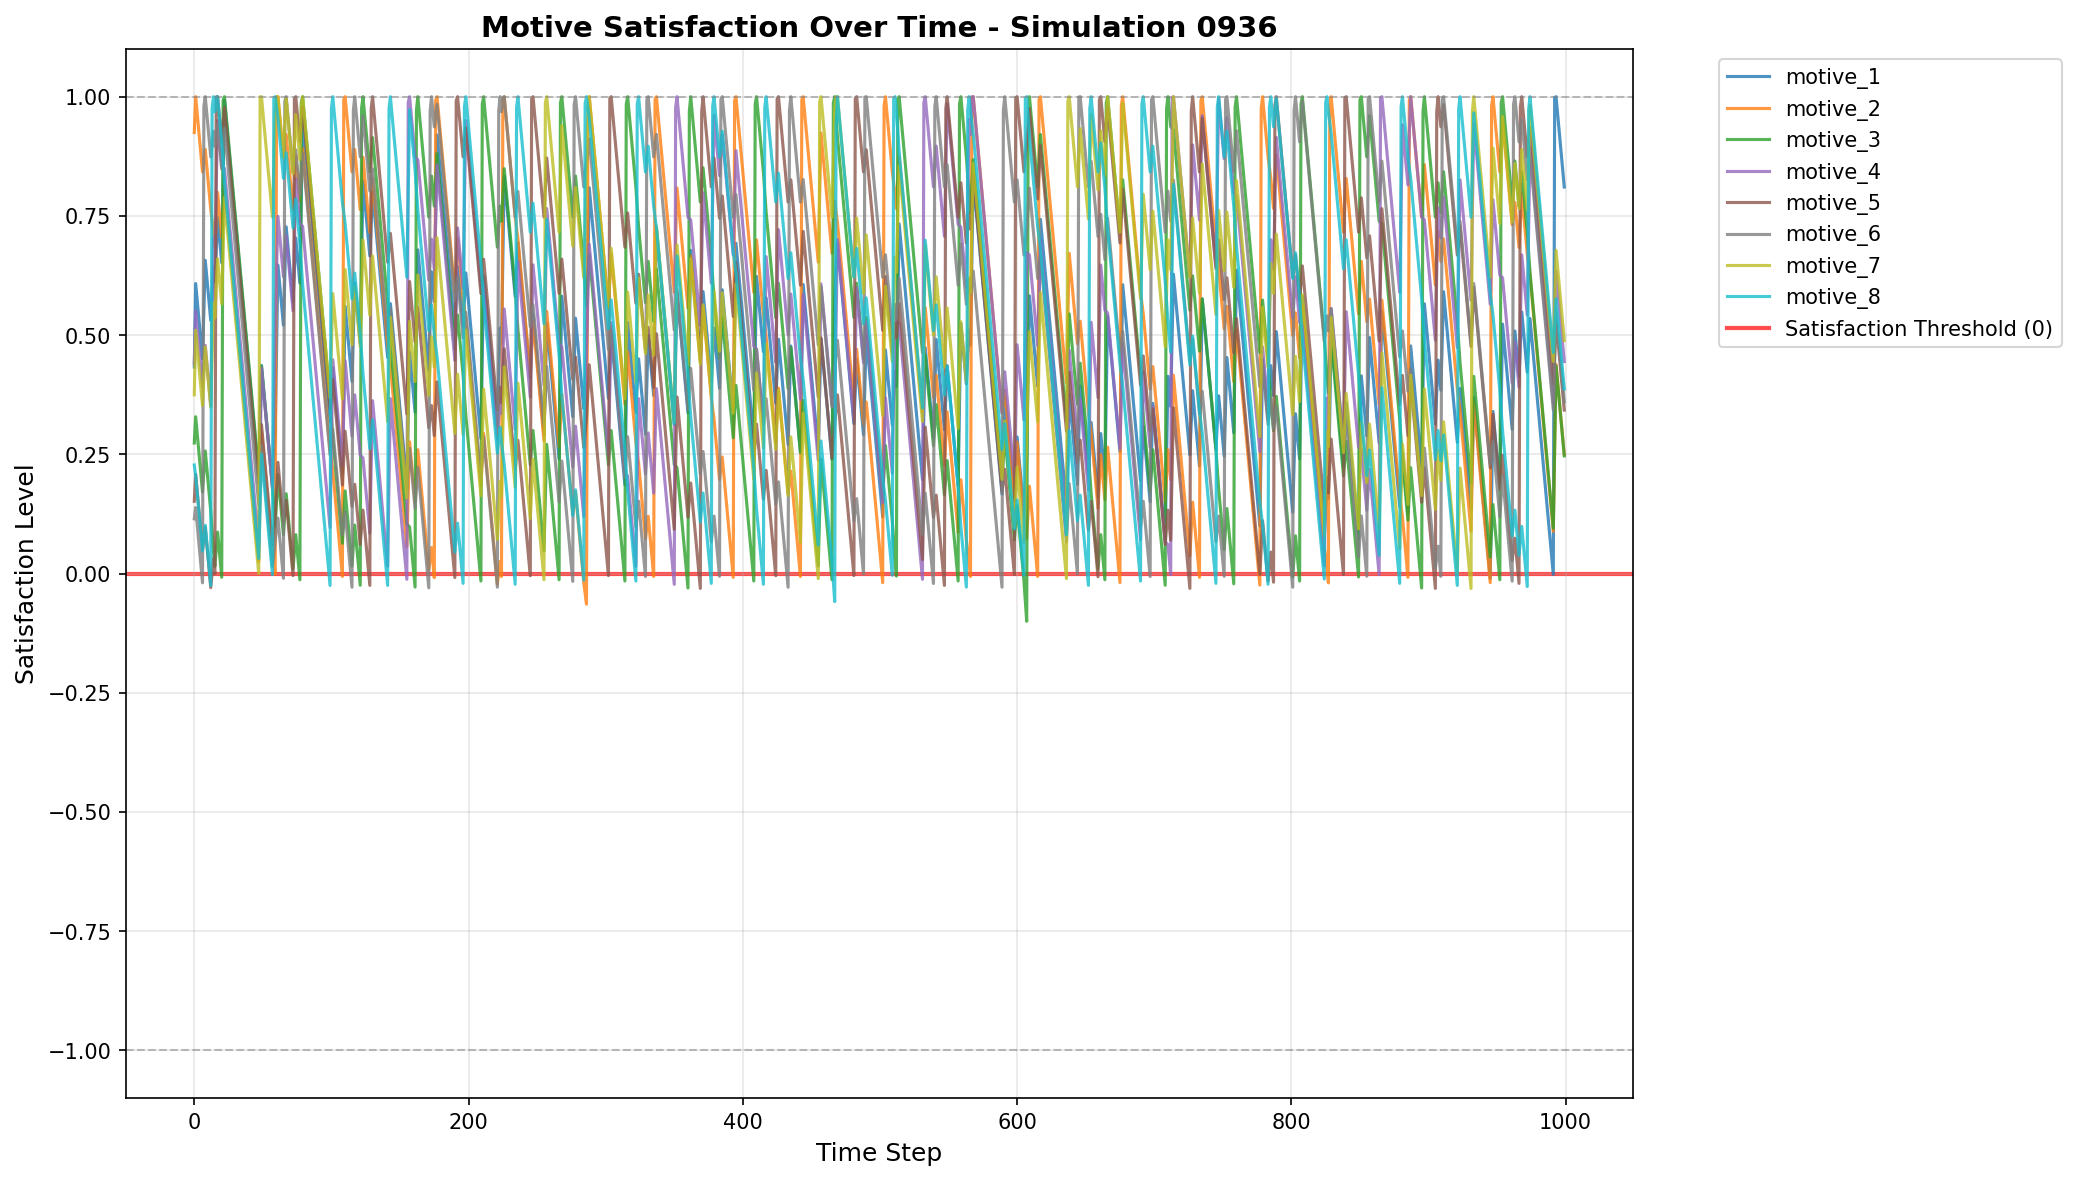 Motive Satisfaction Over Time - Simulation 0936
1.00
0.75
0.50
0.25
0.00
−0.25
−0.50
−0.75
−1.00
Satisfaction Level
0
200
400
600
800
1000
Time Step
motive_1
motive_2
motive_3
motive_4
motive_5
motive_6
motive_7
motive_8
Satisfaction Threshold (0)